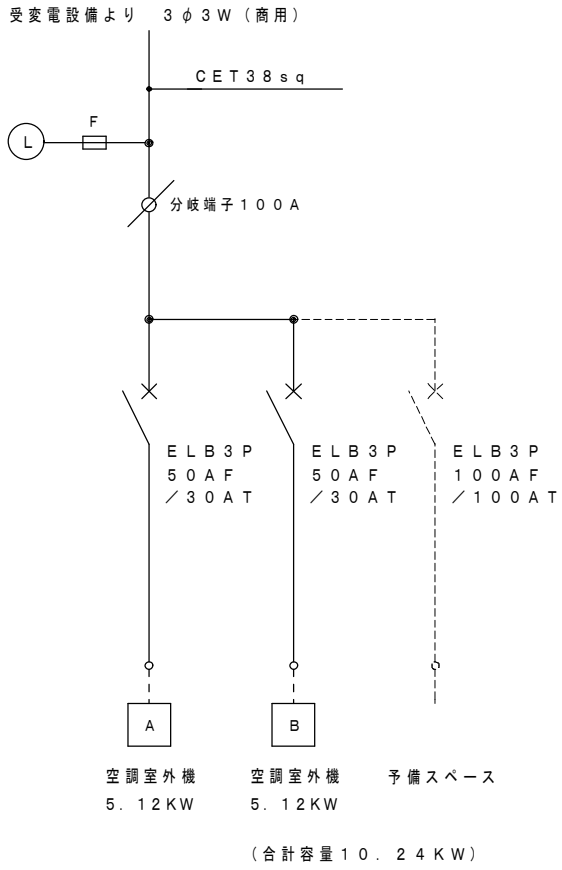 受変電設備より　３φ３Ｗ（商用）
ＣＥＴ３８ｓｑ
Ｆ
Ｌ
分岐端子１００Ａ
ＥＬＢ３Ｐ
５０ＡＦ
／３０ＡＴ
ＥＬＢ３Ｐ
５０ＡＦ
／３０ＡＴ
ＥＬＢ３Ｐ
１００ＡＦ
／１００ＡＴ
Ａ
空調室外機
５．１２ＫＷ
Ｂ
空調室外機
５．１２ＫＷ
予備スペース
（合計容量１０．２４ＫＷ）